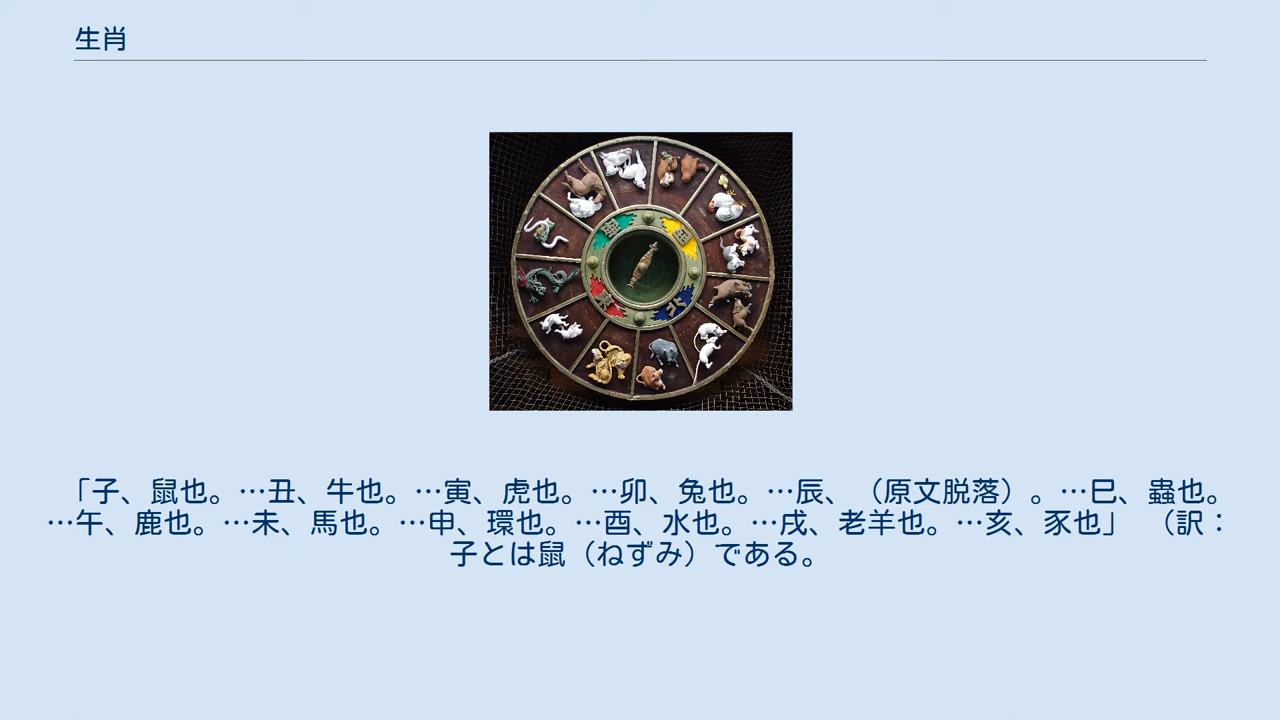 生肖
「子、鼠也。…丑、牛也。…寅、虎也。…卯、兔也。…辰、（原文脱落）。…巳、蟲也。
…午、鹿也。…未、馬也。…申、環也。…酉、水也。…戌、老羊也。…亥、豕也」　（訳：
子とは鼠（ねずみ）である。